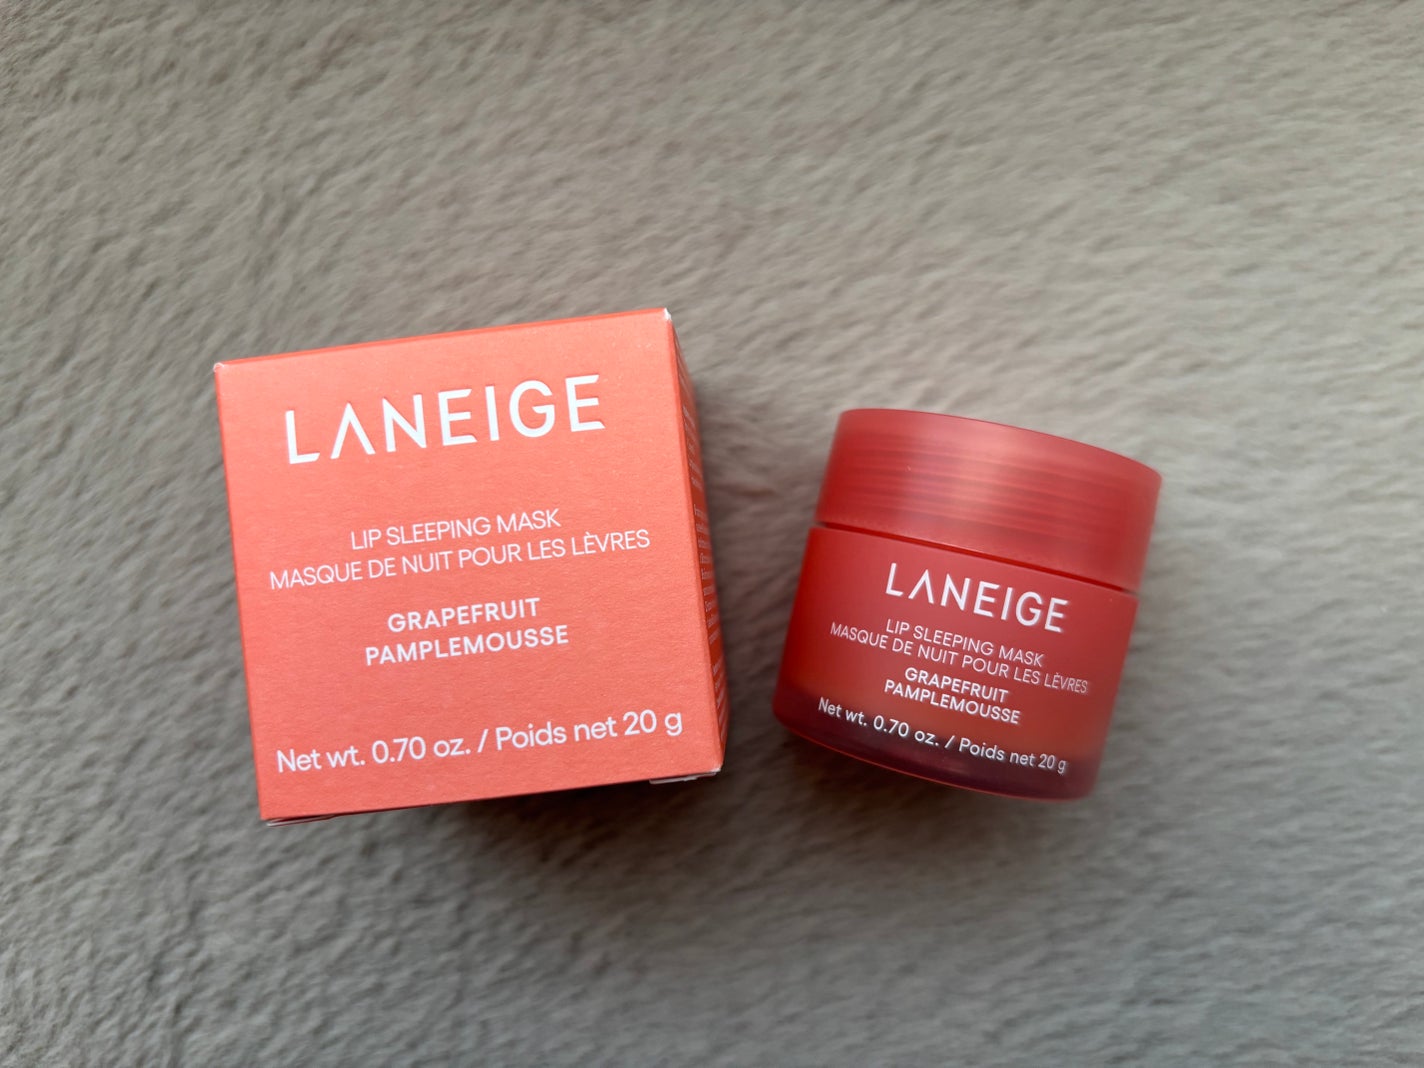 LANEIGE
LIP SLEEPING MASK
MASQUE DE NUIT POUR LES LÈVRES
GRAPEFRUIT
PAMPLEMOUSSE
Net wt. 0.70 oz. / Poids net 20 g
LANEIGE
LIP SLEEPING MASK
MASQUE DE NUIT POUR LES LÈVRES
GRAPEFRUIT
PAMPLEMOUSSE
Net wt. 0.70 oz. / Poids net 20 g